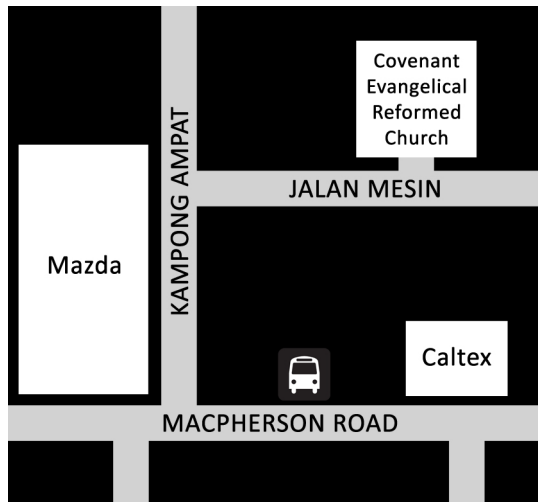 Covenant
Evangelical
Reformed
Church
KAMPONG AMPAT
JALAN MESIN
Mazda
Caltex
MACPHERSON ROAD